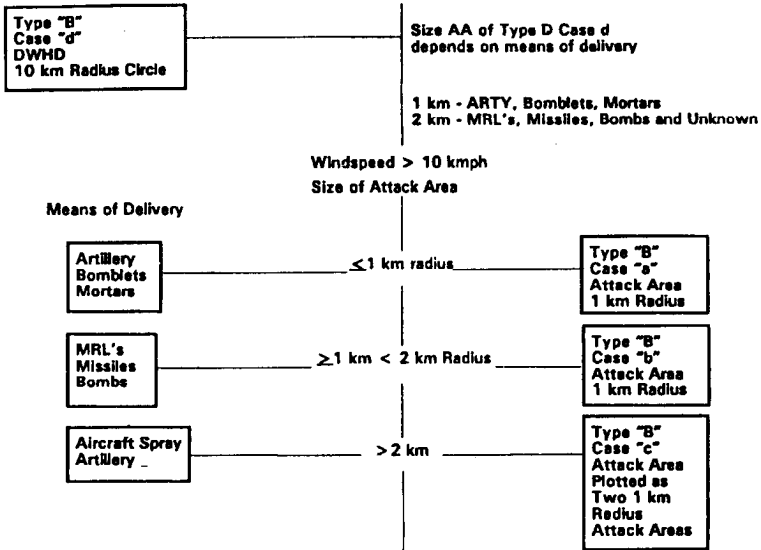 Type "B"
Case "d"
DWHD
10 km Radius Circle
Size AA of Type D Case d
depends on means of delivery
1 km - ARTY, Bomblets, Mortars
2 km - MRL's, Missiles, Bombs and Unknown
Windspeed > 10 kmph
Size of Attack Area
Means of Delivery
Artillery
Bomblets
Mortars
≤1 km radius
Type "B"
Case "a"
Attack Area
1 km Radius
MRL's
Missiles
Bombs
≥1 km < 2 km Radius
Type "B"
Case "b"
Attack Area
1 km Radius
Aircraft Spray
Artillery
>2 km
Type "B"
Case "c"
Attack Area
Plotted as
Two 1 km
Radius
Attack Areas